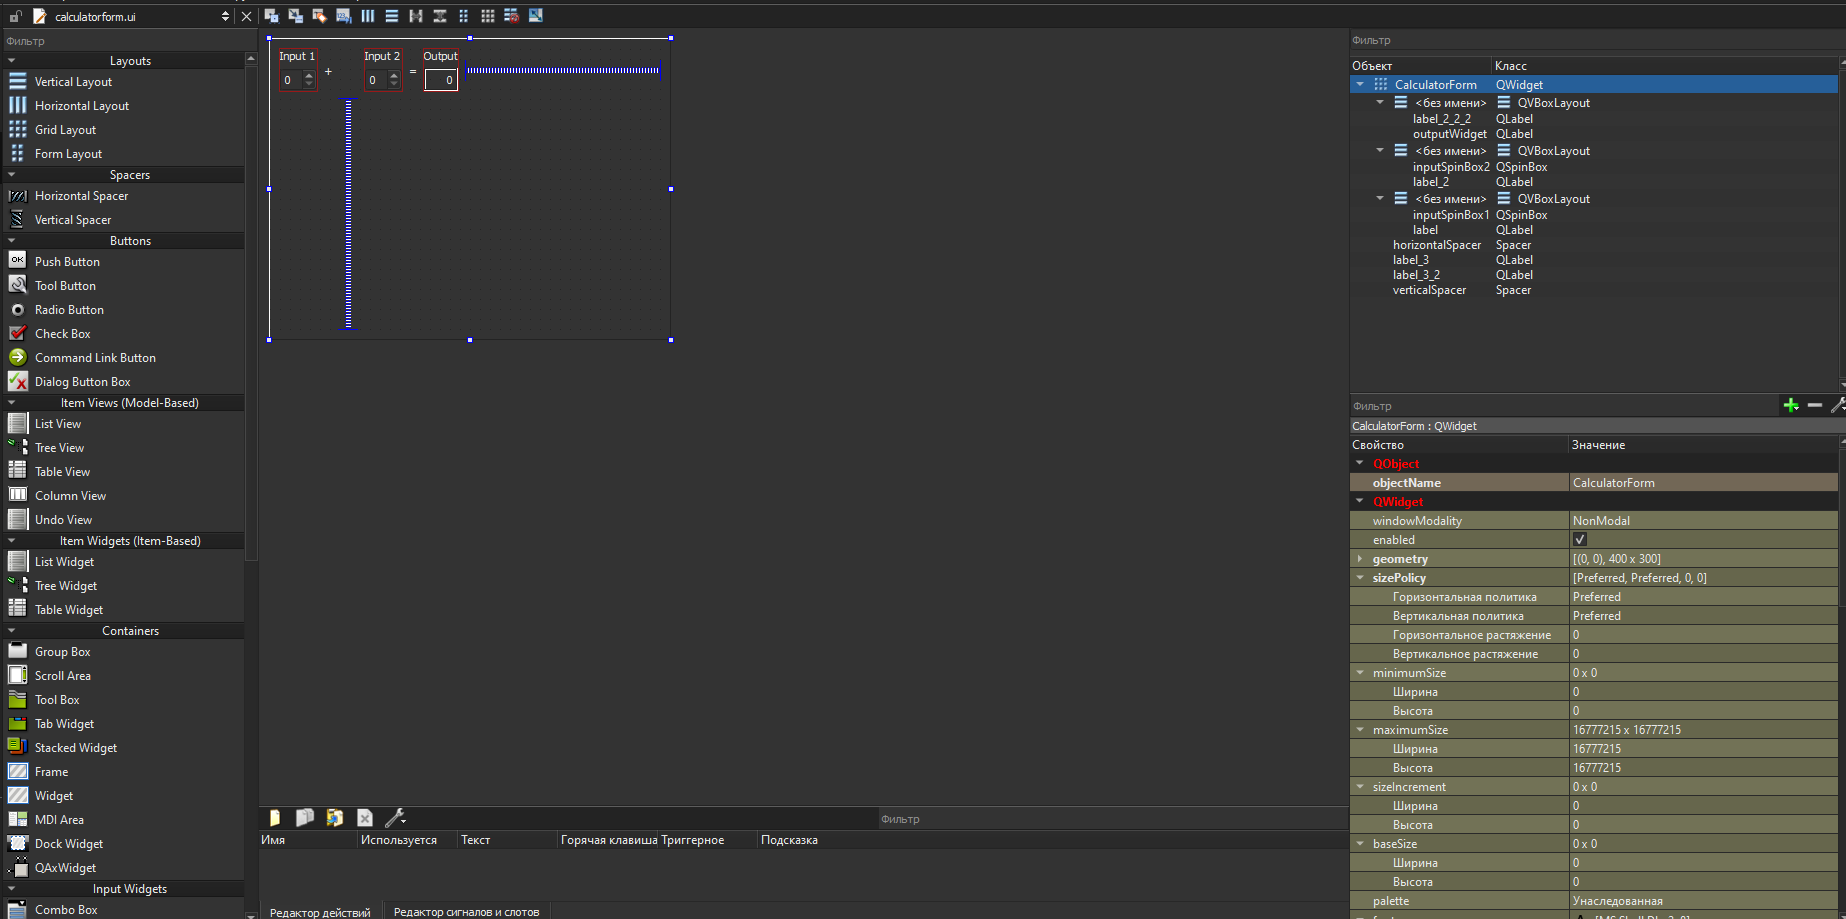 calculatorform.ui
Фильтр
Layouts
Vertical Layout
Horizontal Layout
Grid Layout
Form Layout
Spacers
Horizontal Spacer
Vertical Spacer
Buttons
Push Button
Tool Button
Radio Button
Check Box
Command Link Button
Dialog Button Box
Item Views (Model-Based)
List View
Tree View
Table View
Column View
Undo View
Item Widgets (Item-Based)
List Widget
Tree Widget
Table Widget
Containers
Group Box
Scroll Area
Tool Box
Tab Widget
Stacked Widget
Frame
Widget
MDI Area
Dock Widget
QAxWidget
Input Widgets
Combo Box
Input 1 Input 2 Output
0 + 0 = 0
Фильтр
Имя Используется Текст Горячая клавиша Триггерное Подсказка
Редактор действий Редактор сигналов и слотов
Фильтр
Объект Класс
CalculatorForm QWidget
<без имени> QVBoxLayout
label_2_2_2 QLabel
outputWidget QLabel
<без имени> QVBoxLayout
inputSpinBox2 QSpinBox
label_2 QLabel
<без имени> QVBoxLayout
inputSpinBox1 QSpinBox
label QLabel
horizontalSpacer Spacer
label_3 QLabel
label_3_2 QLabel
verticalSpacer Spacer
Фильтр
CalculatorForm : QWidget
Свойство Значение
QObject
objectName CalculatorForm
QWidget
windowModality NonModal
enabled
geometry [(0, 0), 400 x 300]
sizePolicy [Preferred, Preferred, 0, 0]
Горизонтальная политика Preferred
Вертикальная политика Preferred
Горизонтальное растяжение 0
Вертикальное растяжение 0
minimumSize 0 x 0
Ширина 0
Высота 0
maximumSize 16777215 x 16777215
Ширина 16777215
Высота 16777215
sizeIncrement 0 x 0
Ширина 0
Высота 0
baseSize 0 x 0
Ширина 0
Высота 0
palette Унаследованная